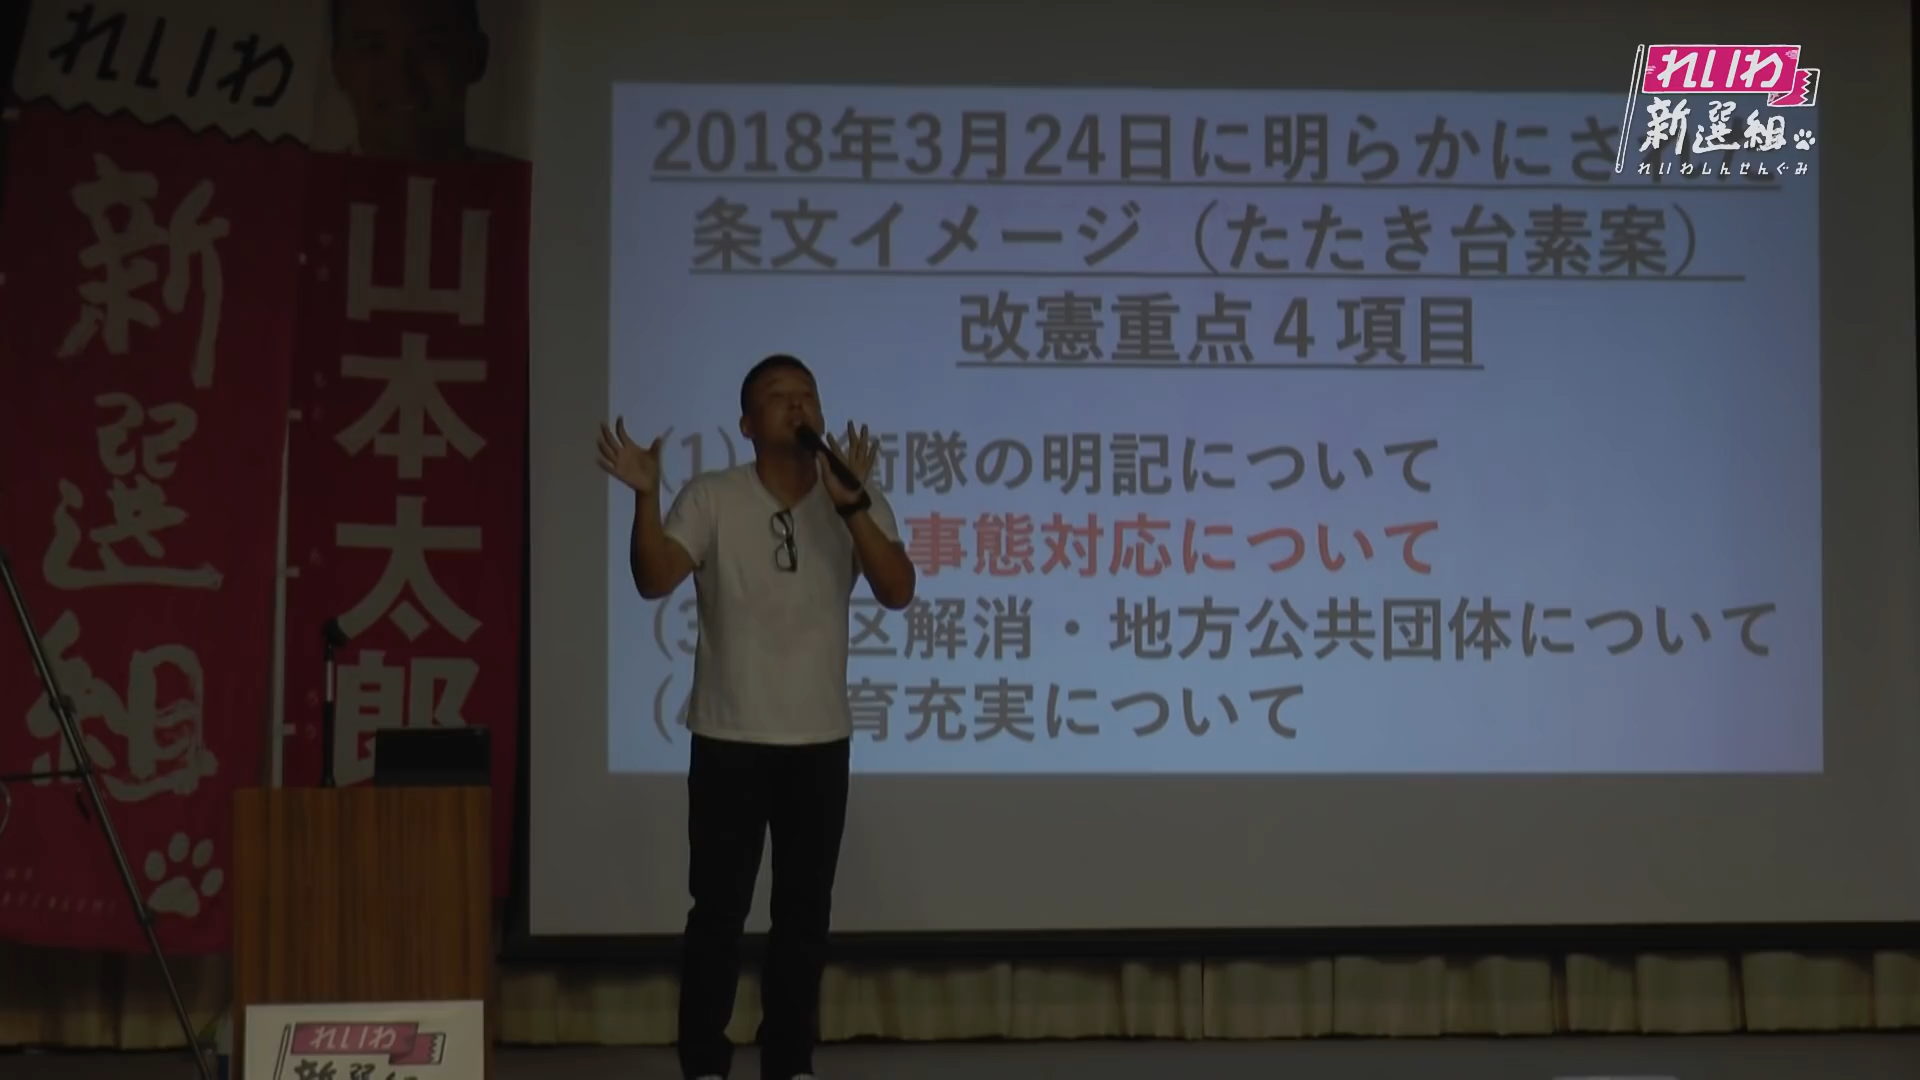 れいわ
新選組
れいわしんせんぐみ
れいわ
新選組
山本太郎
2018年3月24日に明らかにさ
条文イメージ（たたき台素案）
改憲重点４項目
(1) 衛隊の明記について
事態対応について
(3 区解消・地方公共団体について
(4 育充実について
れいわ
新選組